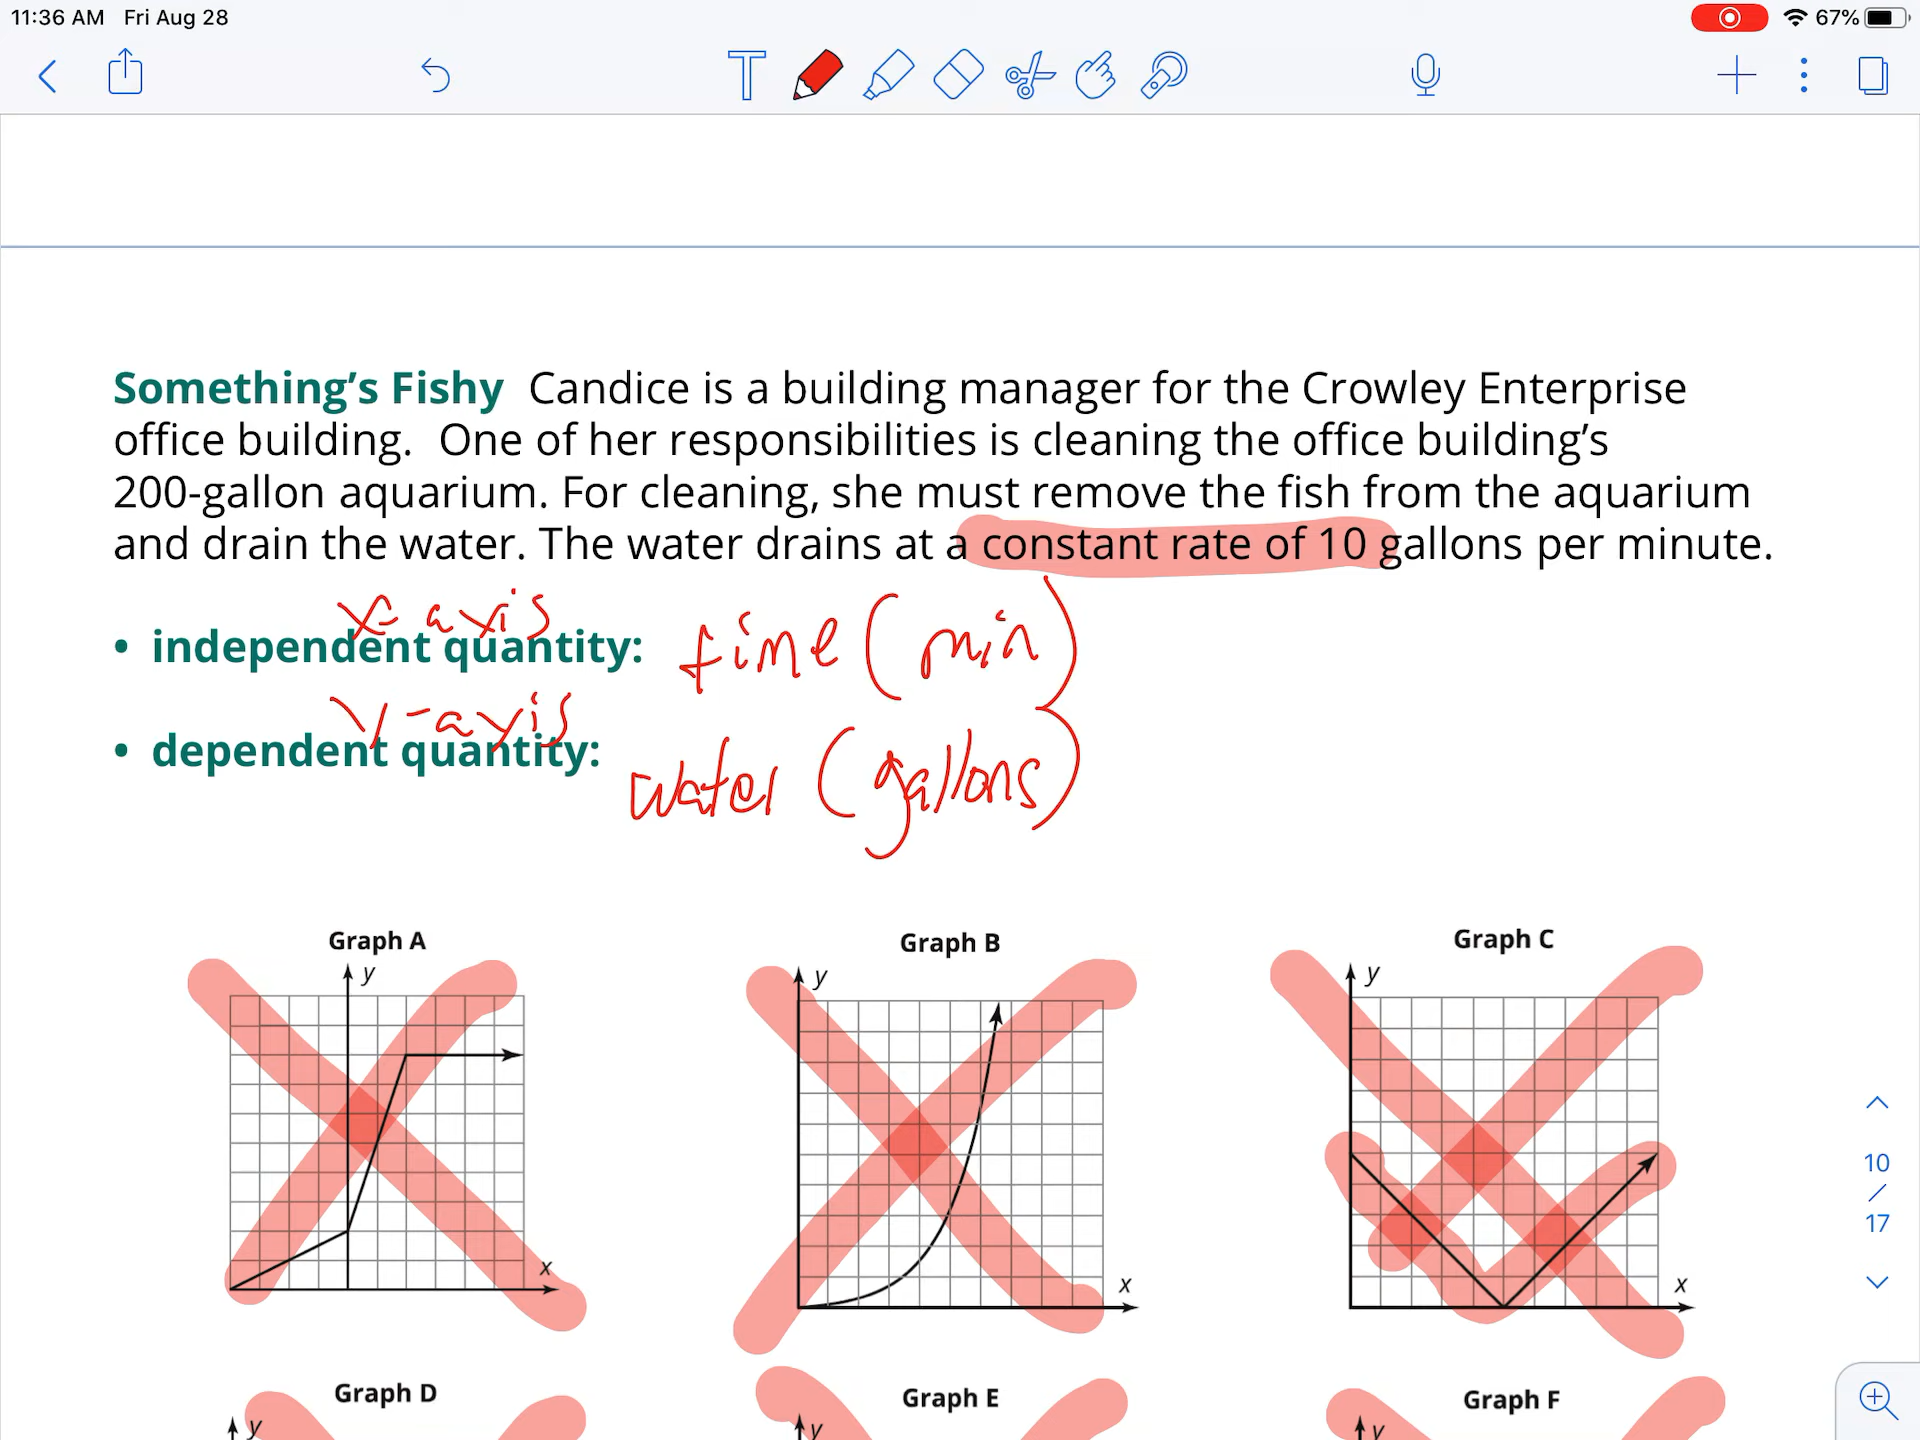 11:36 AM Fri Aug 28
67%
T
Something's Fishy Candice is a building manager for the Crowley Enterprise
office building. One of her responsibilities is cleaning the office building's
200-gallon aquarium. For cleaning, she must remove the fish from the aquarium
and drain the water. The water drains at a constant rate of 10 gallons per minute.
x-axis
• independent quantity: time (min)
y-axis
• dependent quantity: water (gallons)
Graph A
y
x
Graph B
y
x
Graph C
y
x
10
/
17
Graph D
y
Graph E
y
Graph F
y